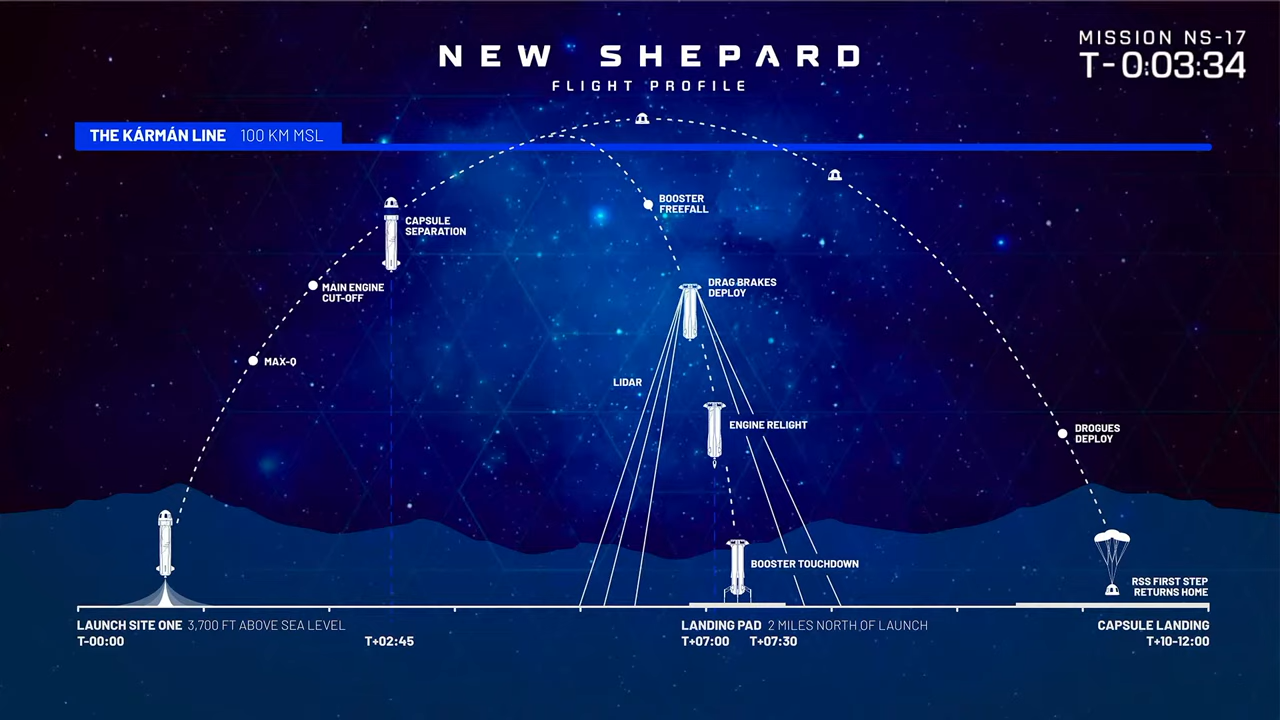 NEW SHEPARD
FLIGHT PROFILE
MISSION NS-17
T-0:03:34
THE KÁRMÁN LINE 100 KM MSL
BOOSTER
FREEFALL
CAPSULE
SEPARATION
MAIN ENGINE
CUT-OFF
DRAG BRAKES
DEPLOY
MAX-Q
LIDAR
ENGINE RELIGHT
DROGUES
DEPLOY
BOOSTER TOUCHDOWN
RSS FIRST STEP
RETURNS HOME
LAUNCH SITE ONE 3,700 FT ABOVE SEA LEVEL
T-00:00
T+02:45
LANDING PAD 2 MILES NORTH OF LAUNCH
T+07:00 T+07:30
CAPSULE LANDING
T+10-12:00